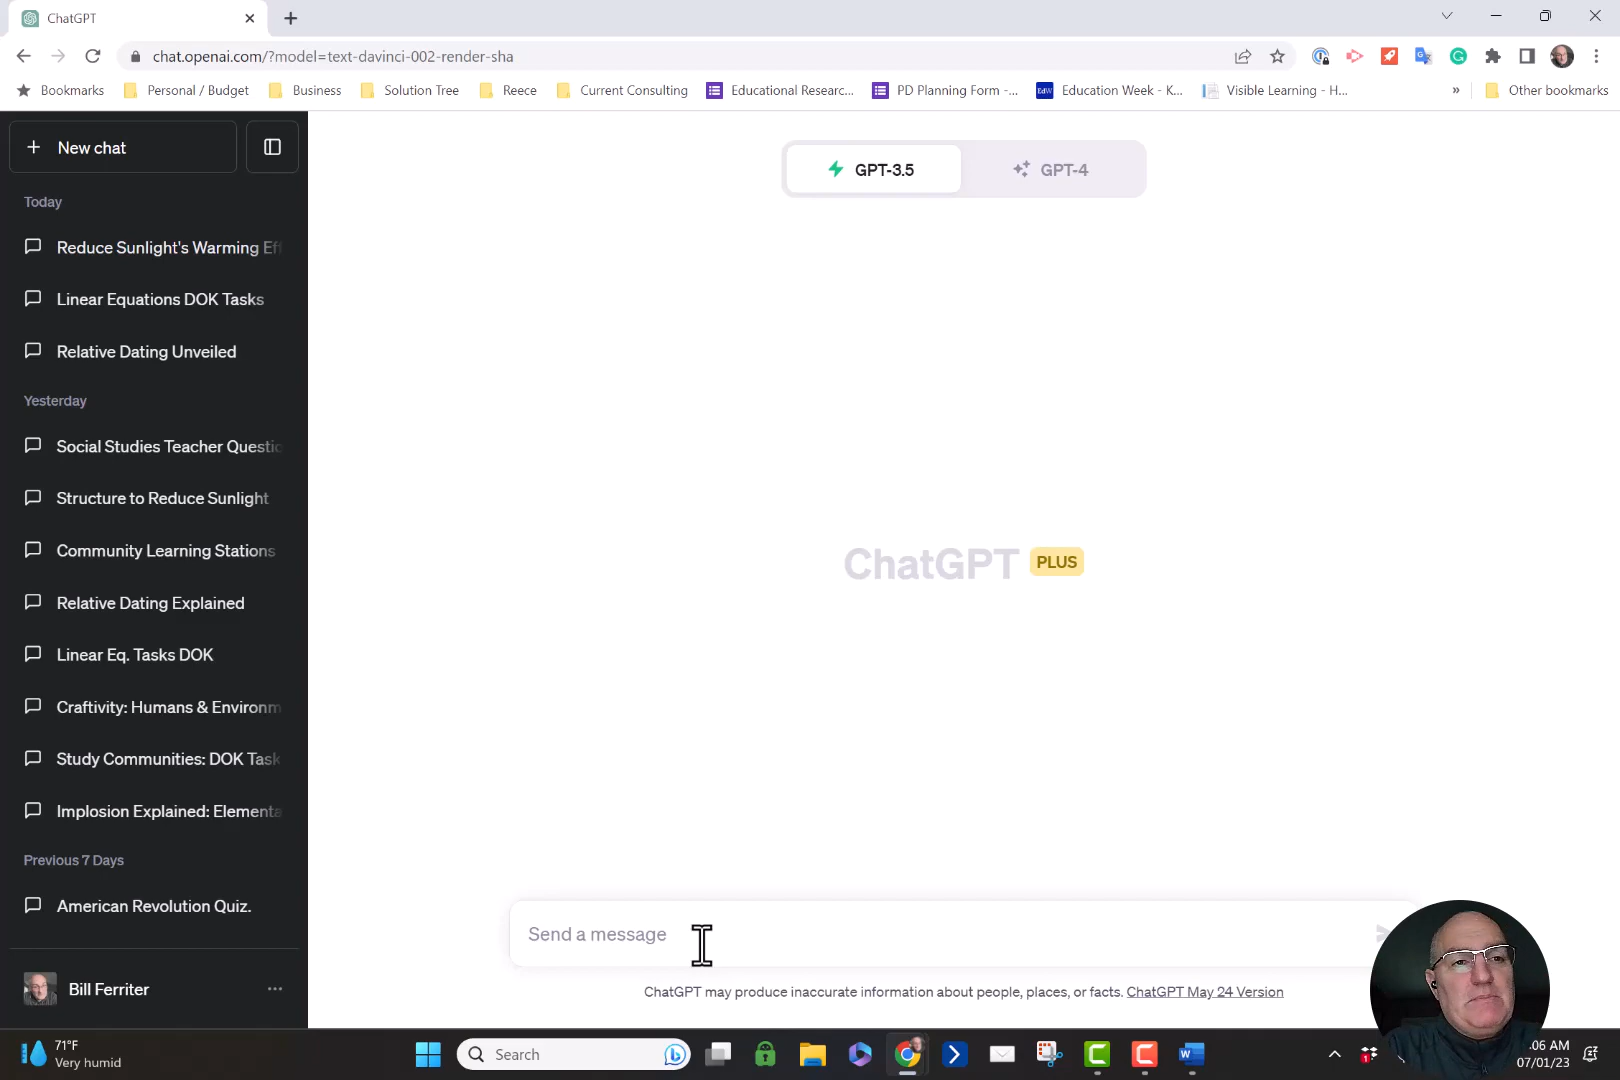 ChatGPT
chat.openai.com/?model=text-davinci-002-render-sha
Bookmarks
Personal / Budget
Business
Solution Tree
Reece
Current Consulting
Educational Researc...
PD Planning Form -...
EdW
Education Week - K...
Visible Learning - H...
»
Other bookmarks
+ New chat
Today
Reduce Sunlight's Warming Eff
Linear Equations DOK Tasks
Relative Dating Unveiled
Yesterday
Social Studies Teacher Questio
Structure to Reduce Sunlight
Community Learning Stations
Relative Dating Explained
Linear Eq. Tasks DOK
Craftivity: Humans & Environm
Study Communities: DOK Task
Implosion Explained: Elementa
Previous 7 Days
American Revolution Quiz.
Bill Ferriter
GPT-3.5
GPT-4
ChatGPT PLUS
Send a message
ChatGPT may produce inaccurate information about people, places, or facts. ChatGPT May 24 Version
71°F
Very humid
Search
1
:06 AM
07/01/23